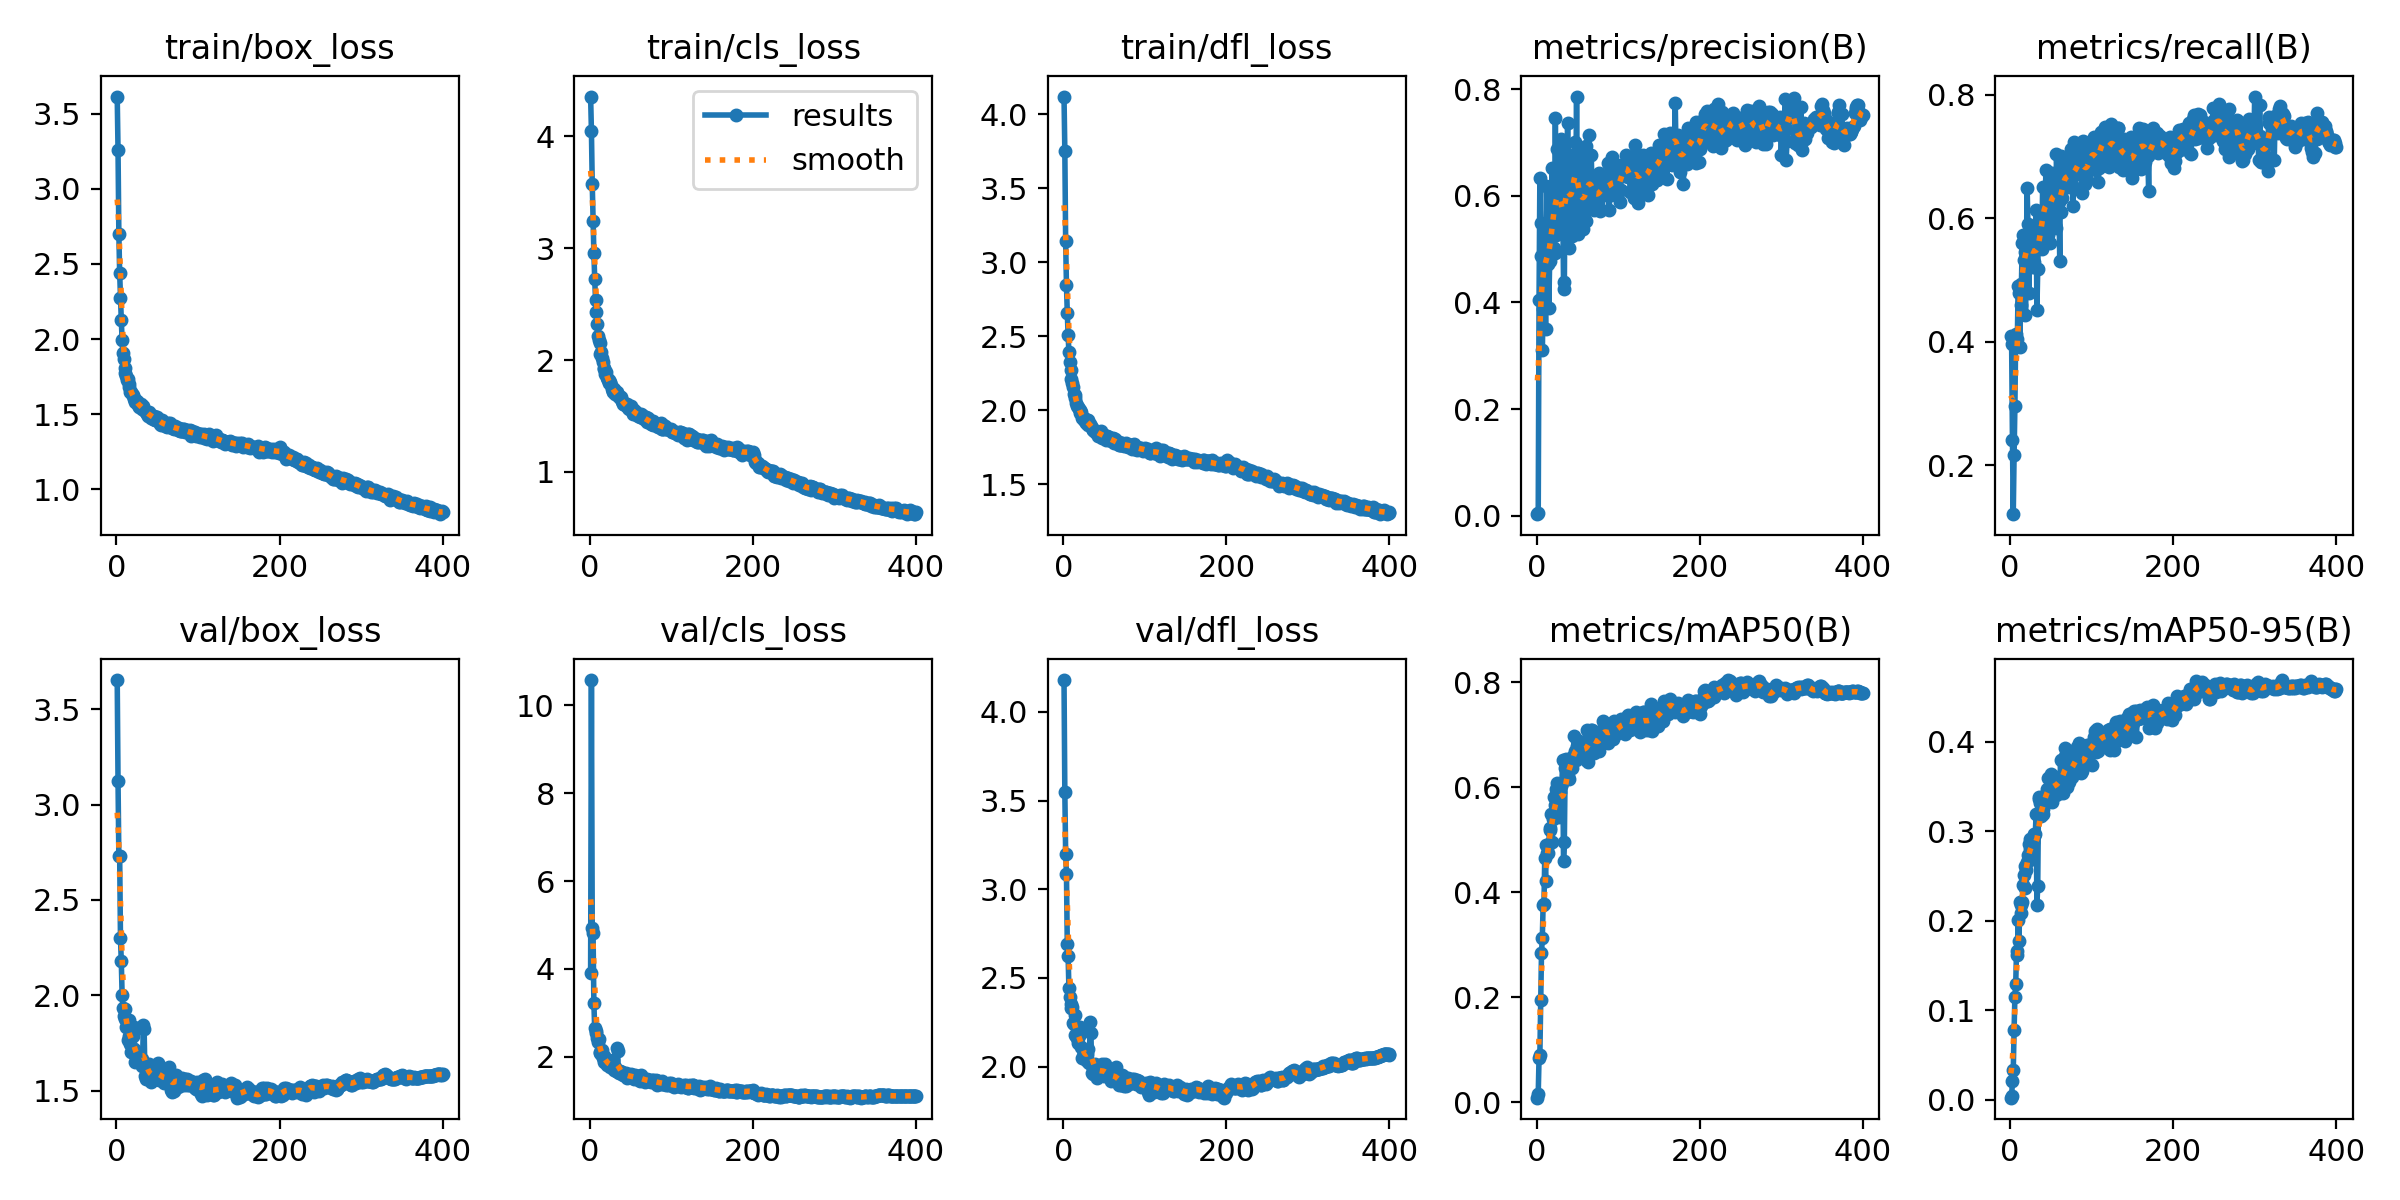 train/box_loss
3.5
3.0
2.5
2.0
1.5
1.0
0 200 400
train/cls_loss
results
smooth
4
3
2
1
0 200 400
train/dfl_loss
4.0
3.5
3.0
2.5
2.0
1.5
0 200 400
metrics/precision(B)
0.8
0.6
0.4
0.2
0.0
0 200 400
metrics/recall(B)
0.8
0.6
0.4
0.2
0 200 400
val/box_loss
3.5
3.0
2.5
2.0
1.5
0 200 400
val/cls_loss
10
8
6
4
2
0 200 400
val/dfl_loss
4.0
3.5
3.0
2.5
2.0
0 200 400
metrics/mAP50(B)
0.8
0.6
0.4
0.2
0.0
0 200 400
metrics/mAP50-95(B)
0.4
0.3
0.2
0.1
0.0
0 200 400